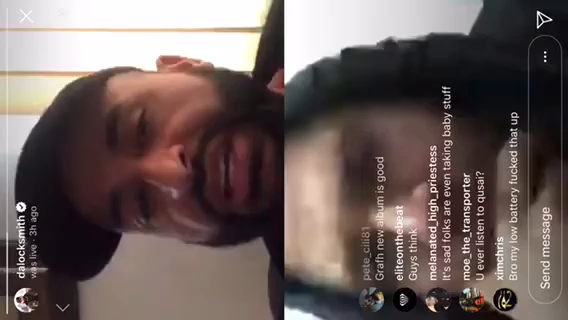 dalocksmith
was live · 3h ago
pete_cili81
Grafh new album is good
eliteonthebeat
Guys think
melanated_high_priestess
It's sad folks are even taking baby stuff
moe_the_transporter
U ever listen to qusai?
ximchris
Bro my low battery fucked that up
Send message